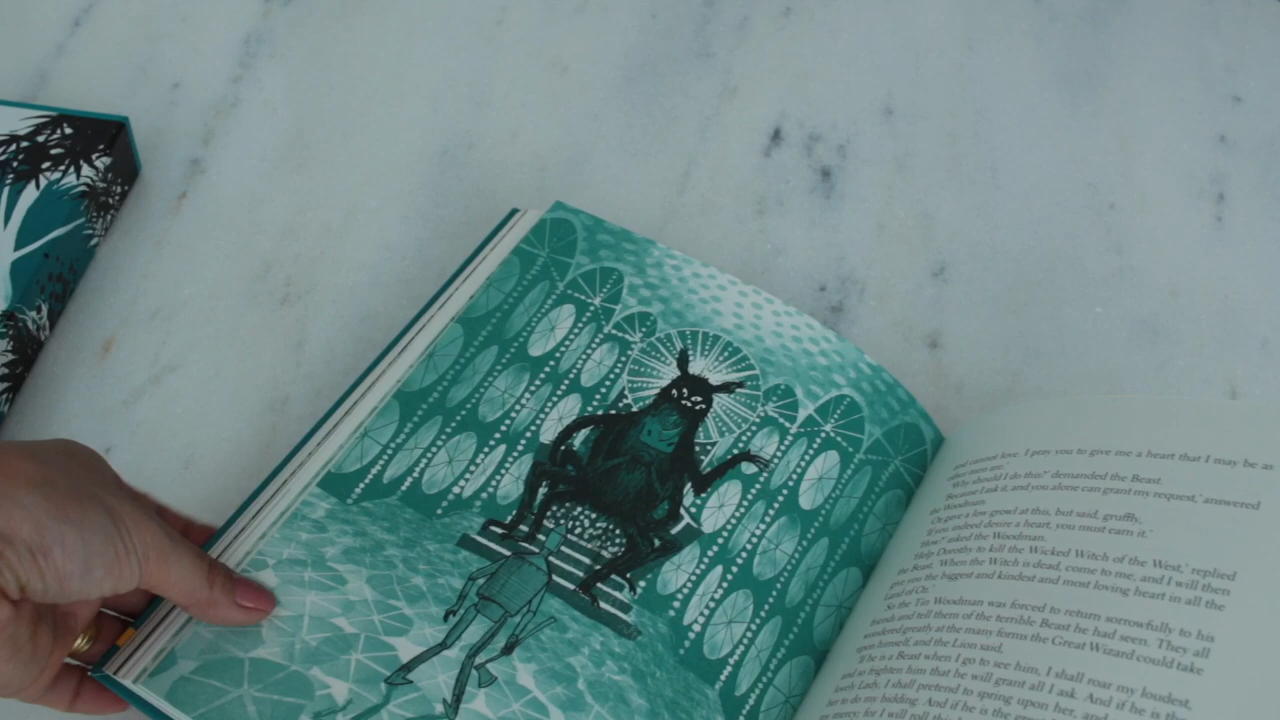 and cannot love. I pray you to give me a heart that I may be as
other men are.'
'Why should I do this?' demanded the Beast.
'Because I ask it, and you alone can grant my request,' answered
the Woodman.
Oz gave a low growl at this, but said, gruffly,
'If you indeed desire a heart, you must earn it.'
'How?' asked the Woodman.
'Help Dorothy to kill the Wicked Witch of the West,' replied
the Beast. 'When the Witch is dead, come to me, and I will then
give you the biggest and kindest and most loving heart in all the
Land of Oz.'
So the Tin Woodman was forced to return sorrowfully to his
friends and tell them of the terrible Beast he had seen. They all
wondered greatly at the many forms the Great Wizard could take
upon himself, and the Lion said,
'If he is a Beast when I go to see him, I shall roar my loudest,
and so frighten him that he will grant all I ask. And if he is the
lovely Lady, I shall pretend to spring upon her, and
her to do my bidding. And if he is the
mercy; for I will roll this